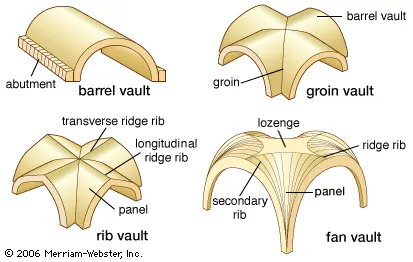 abutment
barrel vault
barrel vault
groin
groin vault
transverse ridge rib
longitudinal
ridge rib
panel
rib vault
lozenge
ridge rib
secondary
rib
panel
fan vault
© 2006 Merriam-Webster, Inc.